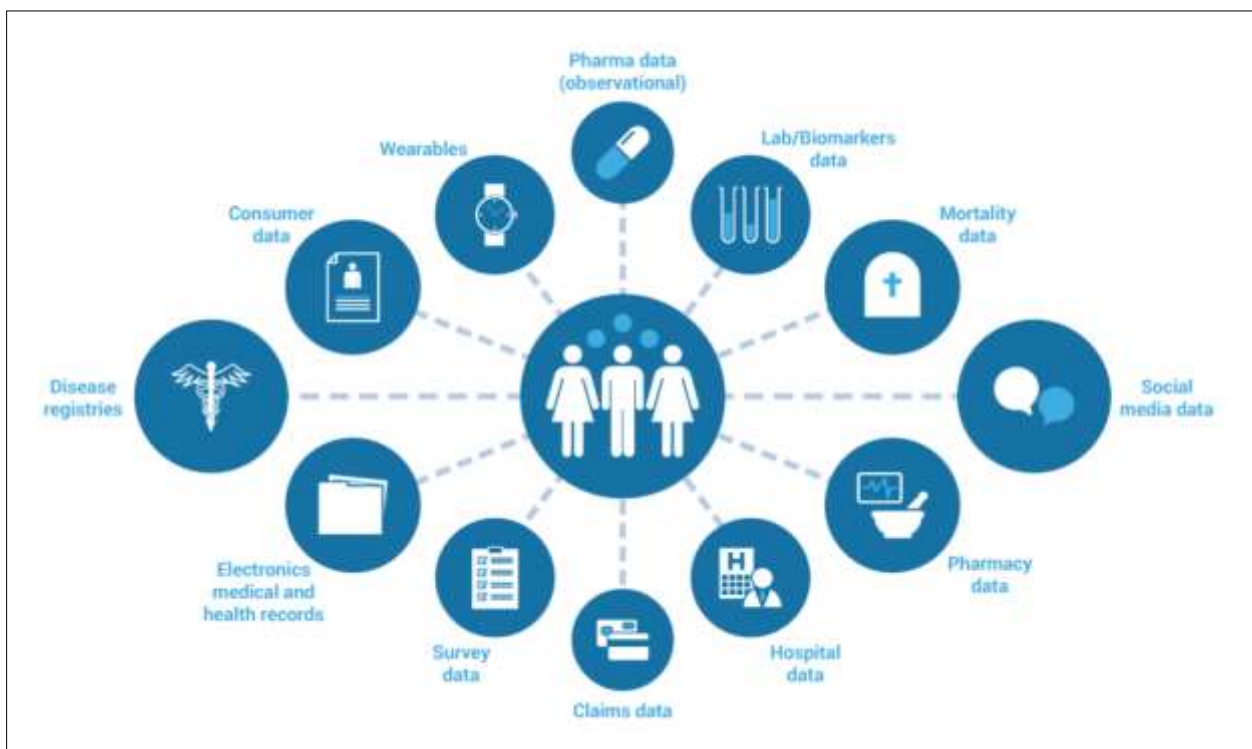 Pharma data
(observational)
Lab/Biomarkers
data
Mortality
data
Social
media data
Pharmacy
data
Hospital
data
Claims data
Survey
data
Electronics
medical and
health records
Disease
registries
Consumer
data
Wearables
H